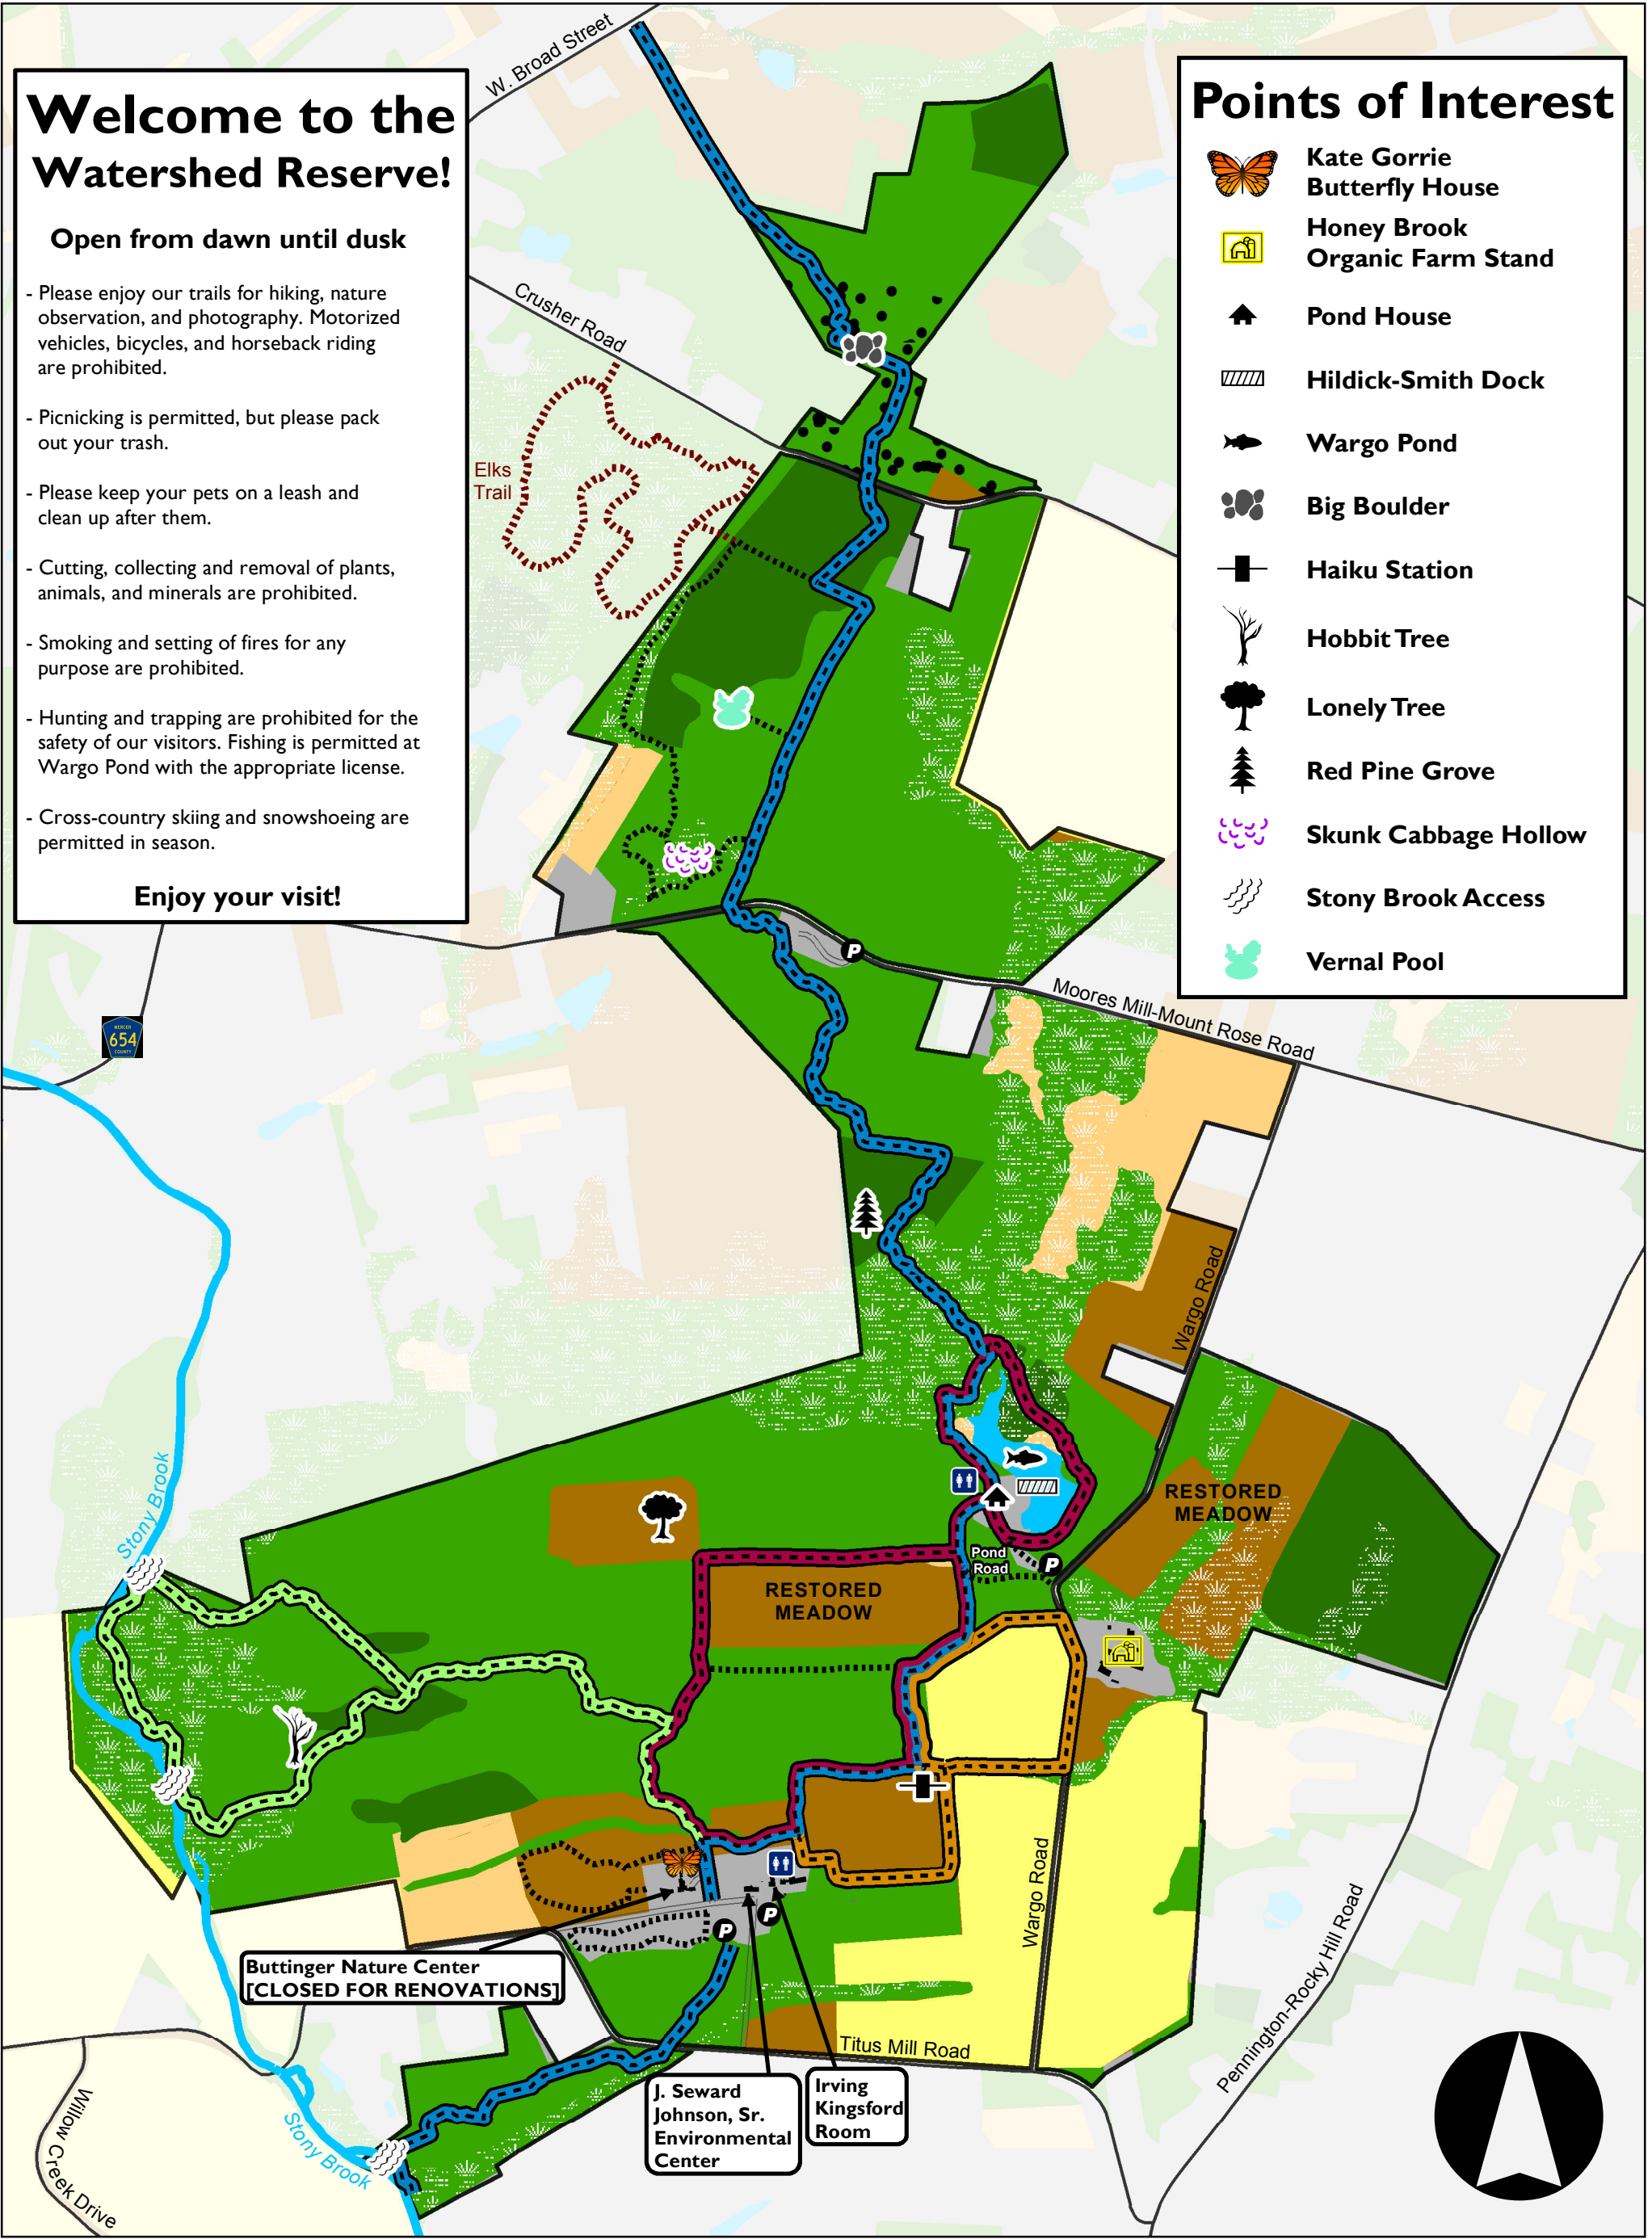 Welcome to the
Watershed Reserve!
Open from dawn until dusk
- Please enjoy our trails for hiking, nature
observation, and photography. Motorized
vehicles, bicycles, and horseback riding
are prohibited.
- Picnicking is permitted, but please pack
out your trash.
- Please keep your pets on a leash and
clean up after them.
- Cutting, collecting and removal of plants,
animals, and minerals are prohibited.
- Smoking and setting of fires for any
purpose are prohibited.
- Hunting and trapping are prohibited for the
safety of our visitors. Fishing is permitted at
Wargo Pond with the appropriate license.
- Cross-country skiing and snowshoeing are
permitted in season.
Enjoy your visit!
Points of Interest
Kate Gorrie
Butterfly House
Honey Brook
Organic Farm Stand
Pond House
Hildick-Smith Dock
Wargo Pond
Big Boulder
Haiku Station
Hobbit Tree
Lonely Tree
Red Pine Grove
Skunk Cabbage Hollow
Stony Brook Access
Vernal Pool
W. Broad Street
Crusher Road
Elks
Trail
P
Moores Mill-Mount Rose Road
MERCER
654
COUNTY
Wargo Road
Stony Brook
RESTORED
MEADOW
Pond
Road
P
RESTORED
MEADOW
Wargo Road
P
P
Buttinger Nature Center
[CLOSED FOR RENOVATIONS]
Titus Mill Road
Pennington-Rocky Hill Road
J. Seward
Johnson, Sr.
Environmental
Center
Irving
Kingsford
Room
Stony Brook
Willow Creek Drive